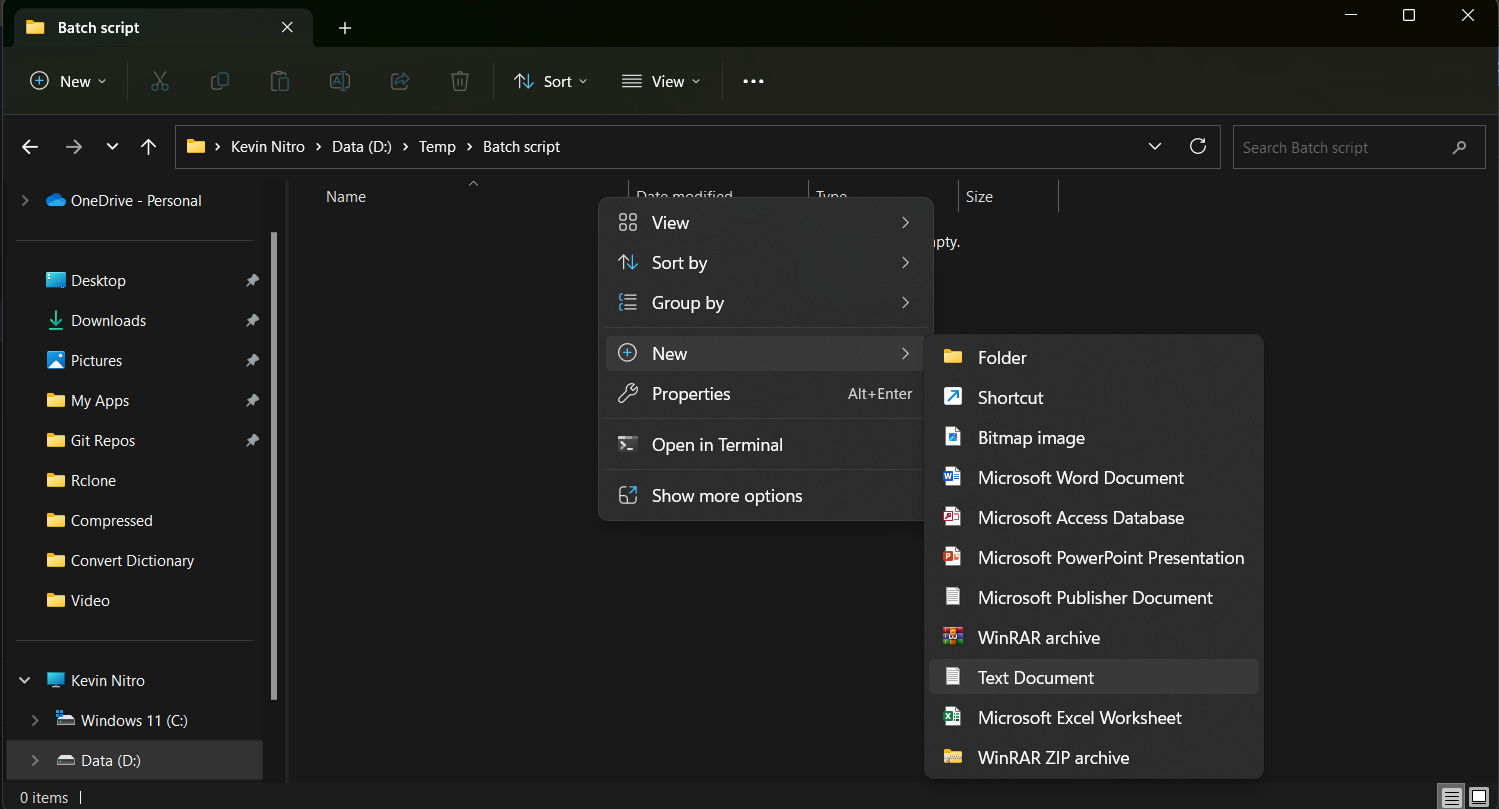 Batch script
New
Sort
View
Kevin Nitro
Data (D:)
Temp
Batch script
Search Batch script
OneDrive - Personal
Desktop
Downloads
Pictures
My Apps
Git Repos
Rclone
Compressed
Convert Dictionary
Video
Kevin Nitro
Windows 11 (C:)
Data (D:)
Name
Date modified
Type
Size
pty.
View
Sort by
Group by
New
Properties Alt+Enter
Open in Terminal
Show more options
Folder
Shortcut
Bitmap image
Microsoft Word Document
Microsoft Access Database
Microsoft PowerPoint Presentation
Microsoft Publisher Document
WinRAR archive
Text Document
Microsoft Excel Worksheet
WinRAR ZIP archive
0 items